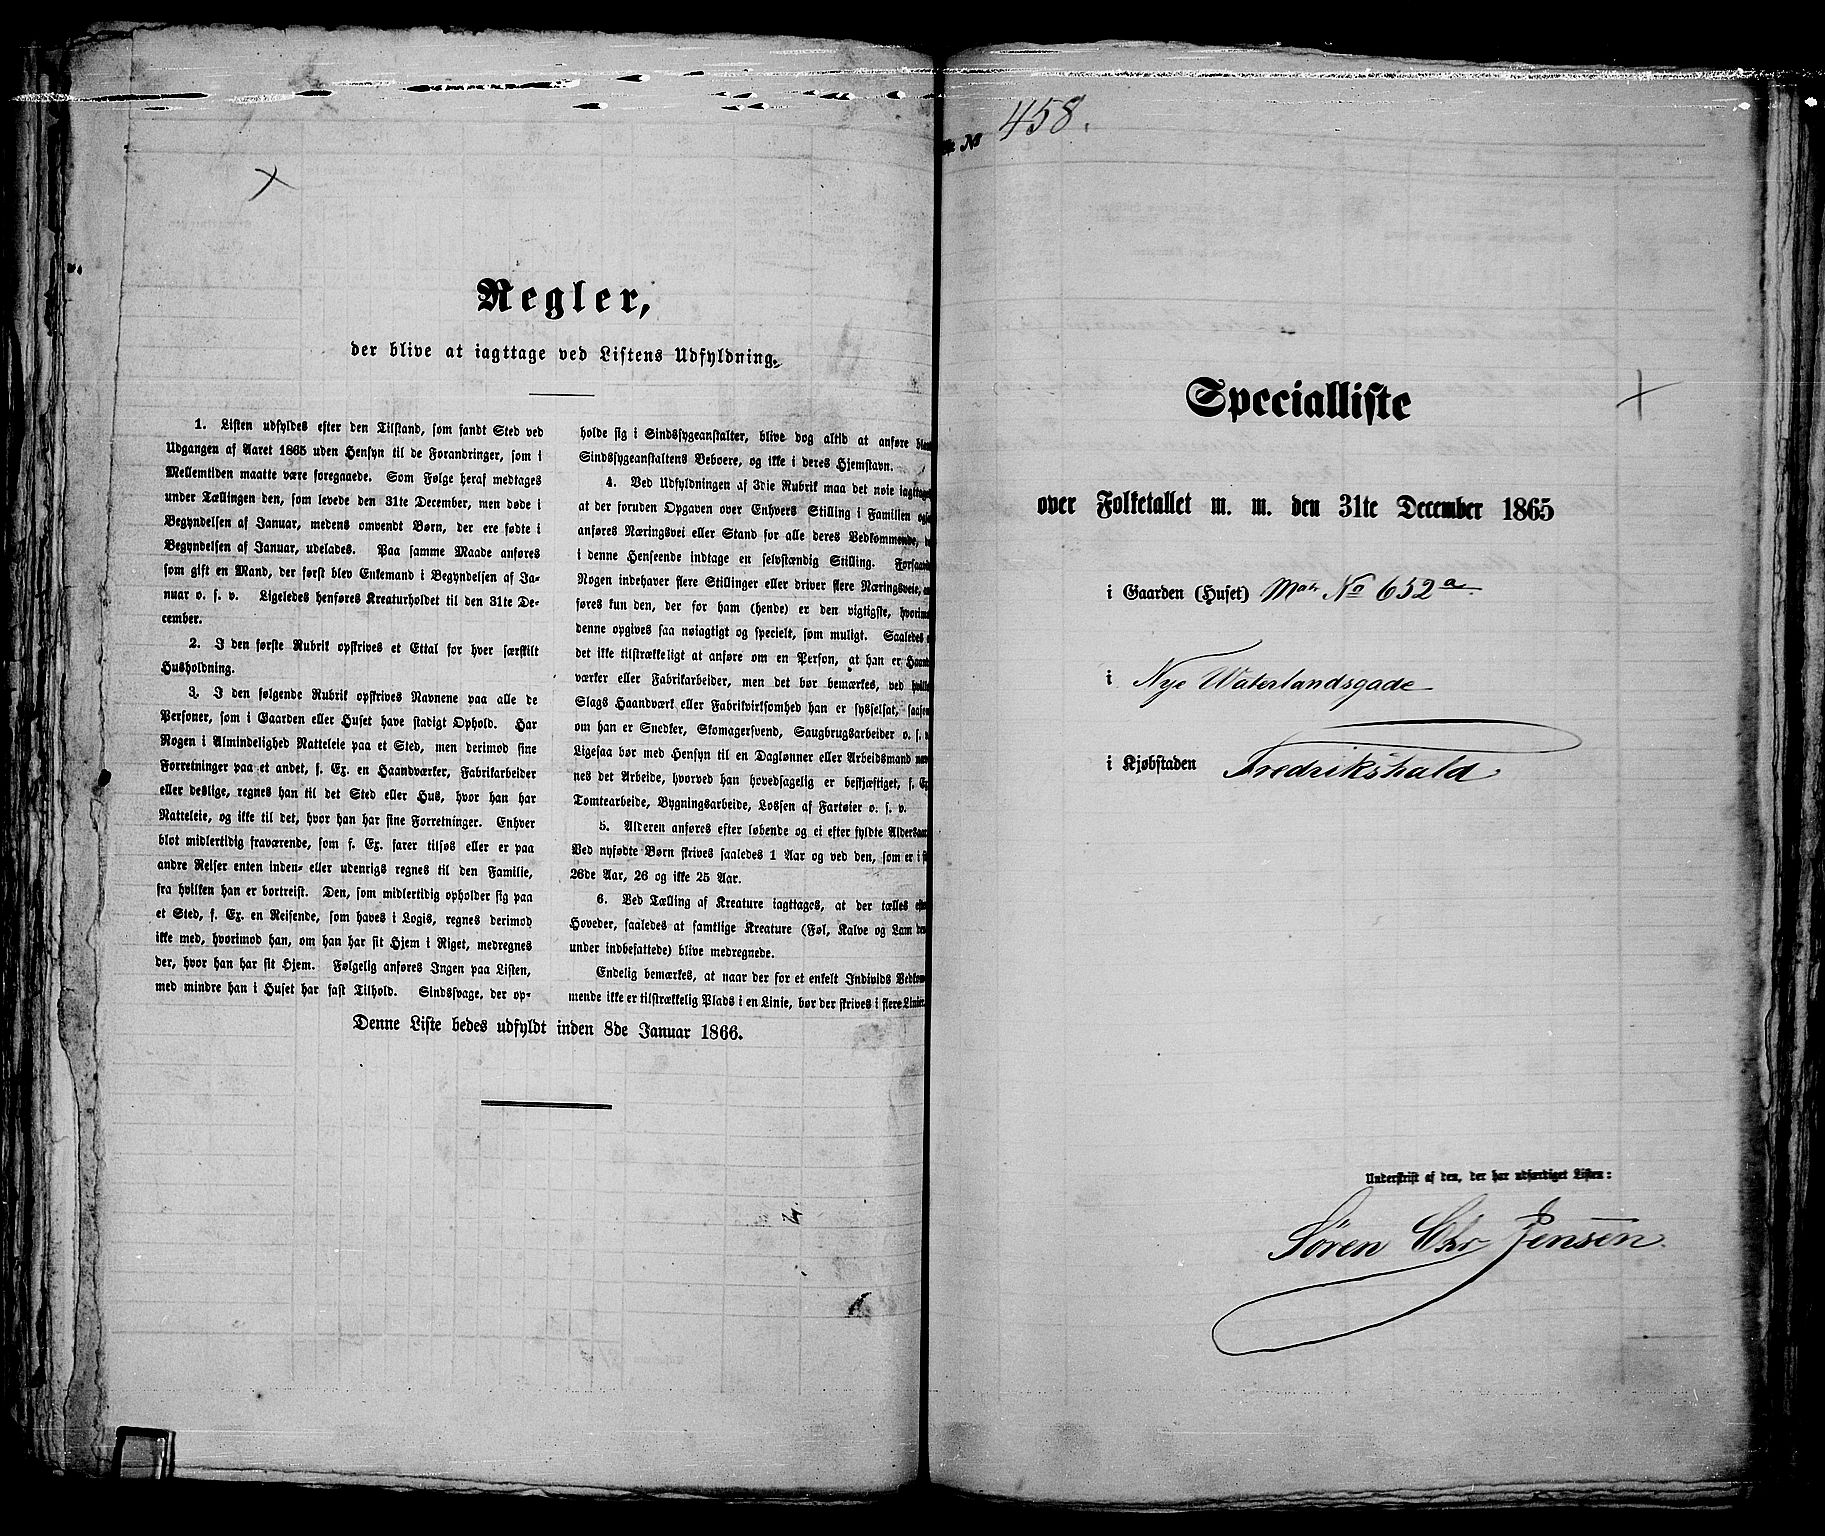 Regler,
der blive at iagttage ved Listens Udfyldning.
1. Listen udfyldes efter den Tilstand, som fandt Sted ved
Udgangen af Aaret 1865 uden Hensyn til de Forandringer, som i
Mellemtiden maatte være foregaaede. Som Følge heraf medtages
under Tællingen den, som levede den 31te December, men døde i
Begyndelsen af Januar, medens omvendt Børn, der ere fødte i
Begyndelsen af Januar, udelades. Paa samme Maade anføres
som gift en Mand, der først blev Enkemand i Begyndelsen af Ja-
nuar o. s. v. Ligeledes henføres Kreaturholdet til den 31te De-
cember.
2. I den første Rubrik opskrives et Ettal for hver særskilt
Husholdning.
3. I den følgende Rubrik opskrives Navnene paa alle de
Personer, som i Gaarden eller Huset have stadigt Ophold. Har
Nogen i Almindelighed Natteleie paa et Sted, men derimod sine
Forretninger paa et andet, f. Ex. en Haandværker, Fabrikarbeider
eller deslige, regnes han til det Sted eller Hus, hvor han har
Natteleie, og ikke til det, hvor han har sine Forretninger. Enhver
blot midlertidig fraværende, som f. Ex. farer tilsøs eller er paa
andre Reiser enten inden- eller udenrigs regnes til den Familie,
fra hvilken han er bortreist. Den, som midlertidig opholder sig paa
et Sted, f. Ex. en Reisende, som haves i Logis, regnes derimod
ikke med, hvorimod han, om han har sit Hjem i Riget, medregnes
der, hvor han har sit Hjem. Følgelig anføres Ingen paa Listen,
med mindre han i Huset har fast Tilhold. Sindssvage, der op-
holde sig i Sindssygeanstalter, blive dog altid at anføre
Sindssygeanstaltens Beboere, og ikke i deres Hjemstavn.
4. Ved Udfyldningen af 3die Rubrik maa det nøie iagttages
at der foruden Opgaven over Enhvers Stilling i Familien
anføres Næringsvei eller Stand for alle deres Vedkommende,
i denne Henseende indtage en selvstændig Stilling. Forsaavidt
Nogen indehaver flere Stillinger eller driver flere Næringsveie, an
føres kun den, der for ham (hende) er den vigtigste, hvorimod
denne opgives saa nøiagtigt og specielt, som muligt. Saaledes
det ikke tilstrækkeligt at anføre om en Person, at han er Haand
værker eller Fabrikarbeider, men det bør bemærkes, ved hvilket
Slags Haandværk eller Fabrikvirksomhed han er sysselsat, saasom
om han er Snedker, Skomagersvend, Saugbrugsarbeider o. s. v
Ligesaa bør med Hensyn til en Dagløner eller Arbeidsmand næv
nes det Arbeide, hvorved han hovedsagelig er beskjæftiget, f. Ex
Tomtearbeide, Bygningsarbeide, Lossen af Fartøier o. s. v.
5. Alderen anføres efter løbende og ei efter fyldte Aldersaar
Ved nyfødte Børn skrives saaledes 1 Aar og ved den, som er i sit
26de Aar, 26 og ikke 25 Aar.
6. Ved Tælling af Kreature iagttages, at der tælles efter
Hoveder, saaledes at samtlige Kreature (Føl, Kalve og Lam der
under indbefattede) blive medregnede.
Endelig bemærkes, at naar der for et enkelt Individs Vedkom
mende ikke er tilstrækkelig Plads i en Linie, bør der skrives i flere Linier.
Denne Liste bedes udfyldt inden 8de Januar 1866.
No 458.
Specialliste
over Folketallet m. m. den 31te December 1865
i Gaarden (Huset) Matr No 632a
i Nye Waterlandsgade
i Kjøbstaden Fredrikshald
Underskrift af den, der har udfærdiget Listen:
Søren Chr Jensen